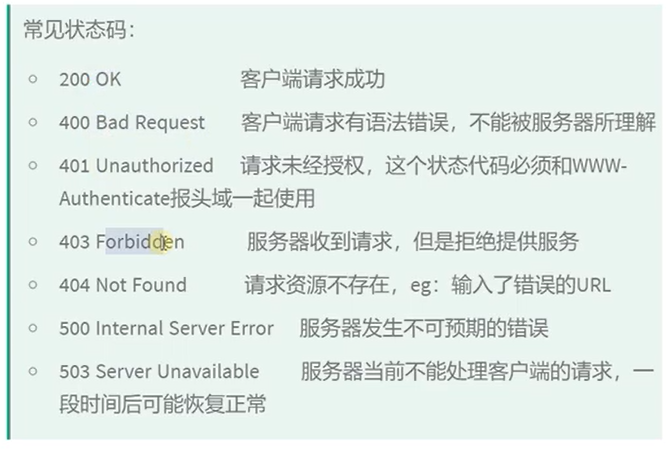 常见状态码：
200 OK 客户端请求成功
400 Bad Request 客户端请求有语法错误，不能被服务器所理解
401 Unauthorized 请求未经授权，这个状态代码必须和WWW-
Authenticate报头域一起使用
403 Forbidden 服务器收到请求，但是拒绝提供服务
404 Not Found 请求资源不存在，eg：输入了错误的URL
500 Internal Server Error 服务器发生不可预期的错误
503 Server Unavailable 服务器当前不能处理客户端的请求，一
段时间后可能恢复正常